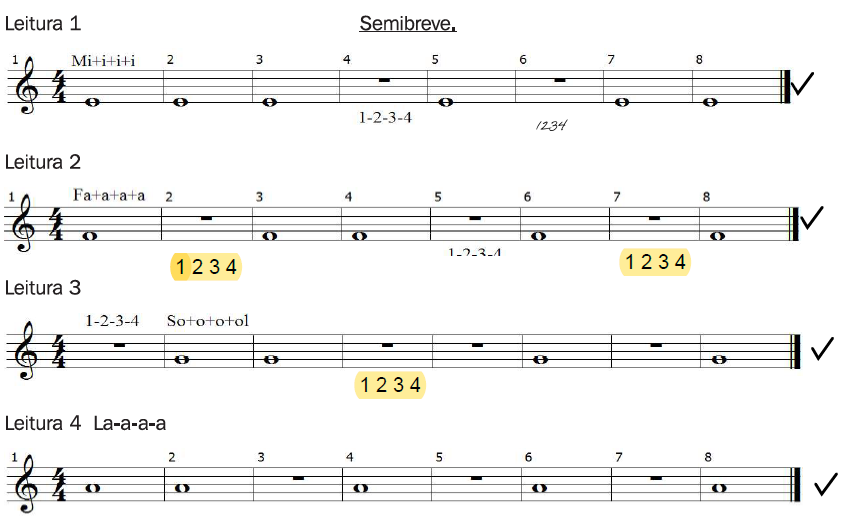 Leitura 1 Semibreve.
1 Mi+i+i+i 2 3 4 5 6 7 8
4 4
1-2-3-4
1234
Leitura 2
1 Fa+a+a+a 2 3 4 5 6 7 8
4 4
1-2-3-4
1 2 3 4 1 2 3 4
Leitura 3
1-2-3-4 So+o+o+ol
4 4
1 2 3 4
Leitura 4 La-a-a-a
1 2 3 4 5 6 7 8
4 4